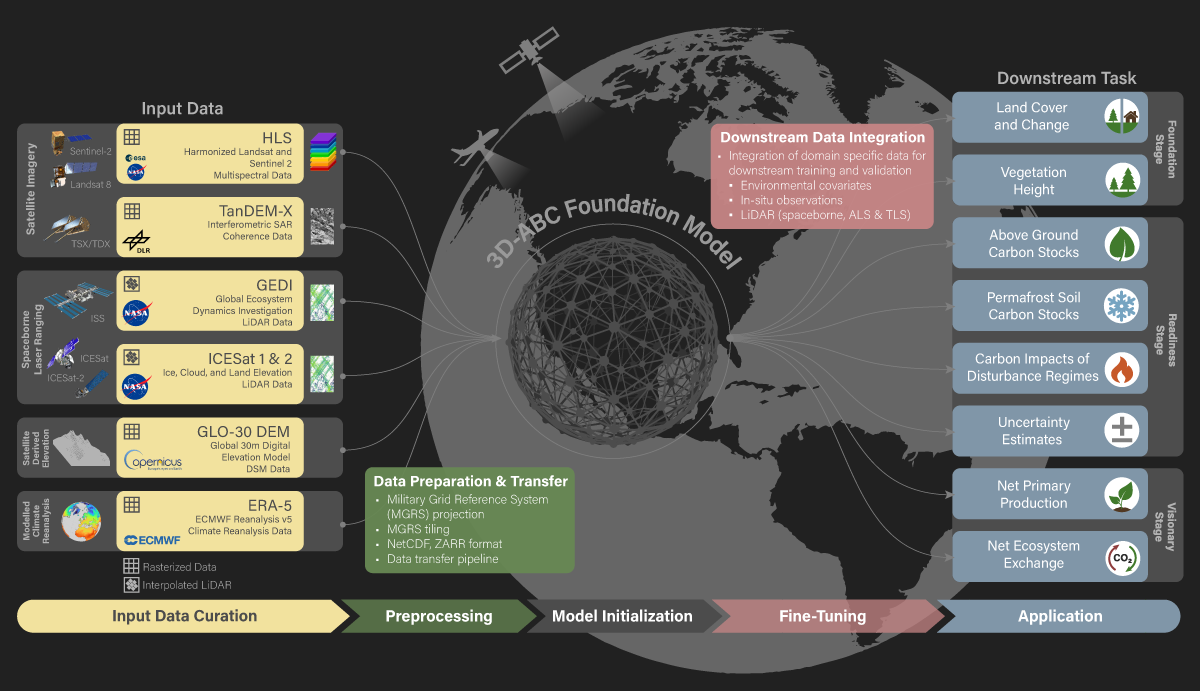 Input Data
Satellite Imagery
Sentinel-2
Landsat 8
TSX/TDX
esa
NASA
HLS
Harmonized Landsat and
Sentinel 2
Multispectral Data
DLR
TanDEM-X
Interferometric SAR
Coherence Data
Spaceborne
Laser Ranging
ISS
ICESat
ICESat-2
NASA
GEDI
Global Ecosystem
Dynamics Investigation
LiDAR Data
NASA
ICESat 1 & 2
Ice, Cloud, and Land Elevation
LiDAR Data
Satellite
Derived
Elevation
opernicus
GLO-30 DEM
Global 30m Digital
Elevation Model
DSM Data
Modelled
Climate
Reanalysis
ECMWF
ERA-5
ECMWF Reanalysis v5
Climate Reanalysis Data
Rasterized Data
Interpolated LiDAR
Data Preparation & Transfer
• Military Grid Reference System
(MGRS) projection
• MGRS tiling
• NetCDF, ZARR format
• Data transfer pipeline
3D-ABC Foundation Model
Downstream Data Integration
• Integration of domain specific data for
downstream training and validation
• Environmental covariates
• In-situ observations
• LiDAR (spaceborne, ALS & TLS)
Downstream Task
Land Cover
and Change
Vegetation
Height
Foundation
Stage
Above Ground
Carbon Stocks
Permafrost Soil
Carbon Stocks
Carbon Impacts of
Disturbance Regimes
Uncertainty
Estimates
Readiness
Stage
Net Primary
Production
Net Ecosystem
Exchange
CO₂
Visionary
Stage
Input Data Curation
Preprocessing
Model Initialization
Fine-Tuning
Application